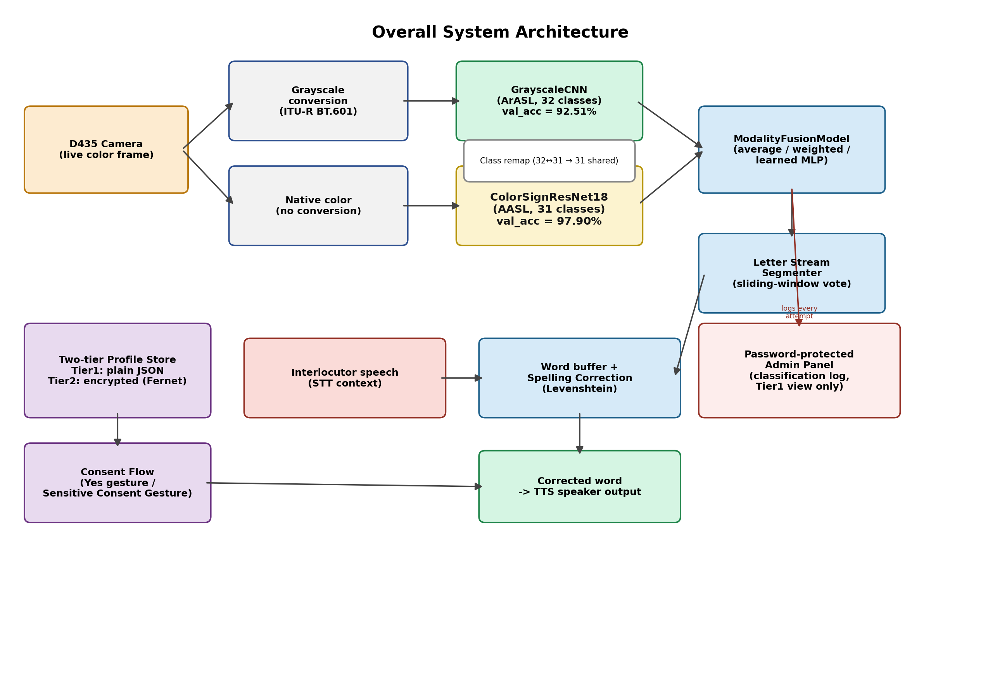 Overall System Architecture
D435 Camera
(live color frame)
Grayscale
conversion
(ITU-R BT.601)
GrayscaleCNN
(ArASL, 32 classes)
val_acc = 92.51%
ModalityFusionModel
(average / weighted /
learned MLP)
Class remap (32↔31 → 31 shared)
Native color
(no conversion)
ColorSignResNet18
(AASL, 31 classes)
val_acc = 97.90%
Letter Stream
Segmenter
(sliding-window vote)
logs every
attempt
Two-tier Profile Store
Tier1: plain JSON
Tier2: encrypted (Fernet)
Interlocutor speech
(STT context)
Word buffer +
Spelling Correction
(Levenshtein)
Password-protected
Admin Panel
(classification log,
Tier1 view only)
Consent Flow
(Yes gesture /
Sensitive Consent Gesture)
Corrected word
-> TTS speaker output